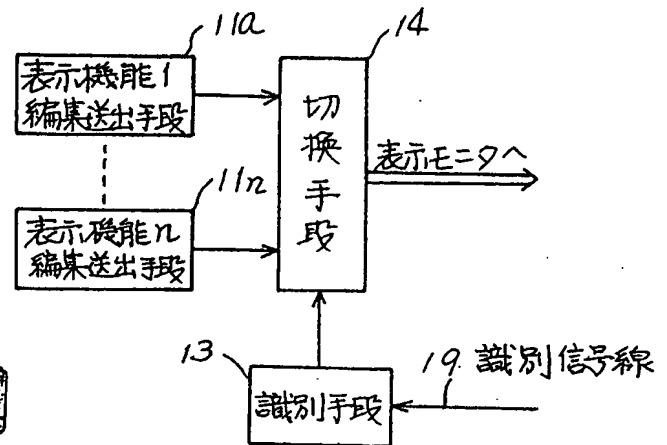 11a
14
表示機能1
編集送出手段
切換手段
表示モニタへ
11n
表示機能n
編集送出手段
13
19 識別信号線
識別手段